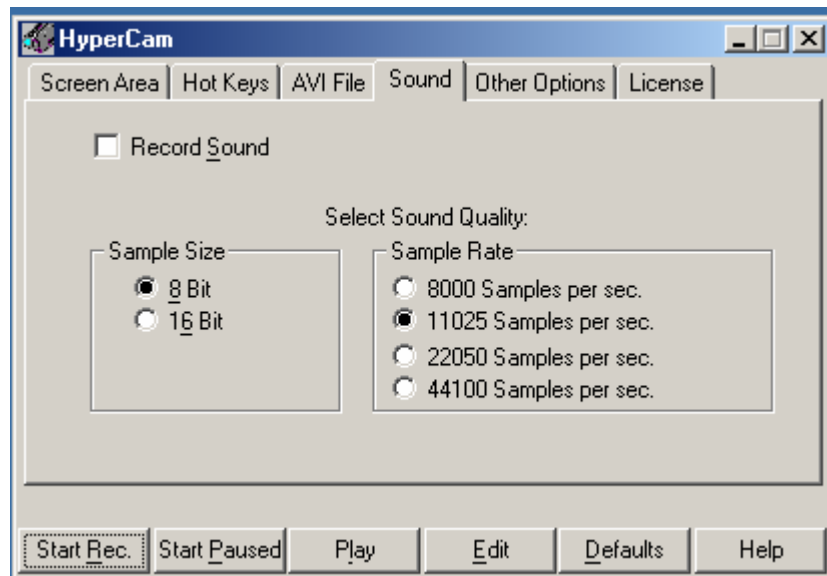 HyperCam
Screen Area Hot Keys AVI File Sound Other Options License
Record Sound
Select Sound Quality:
Sample Size
8 Bit
16 Bit
Sample Rate
8000 Samples per sec.
11025 Samples per sec.
22050 Samples per sec.
44100 Samples per sec.
Start Rec. Start Paused Play Edit Defaults Help